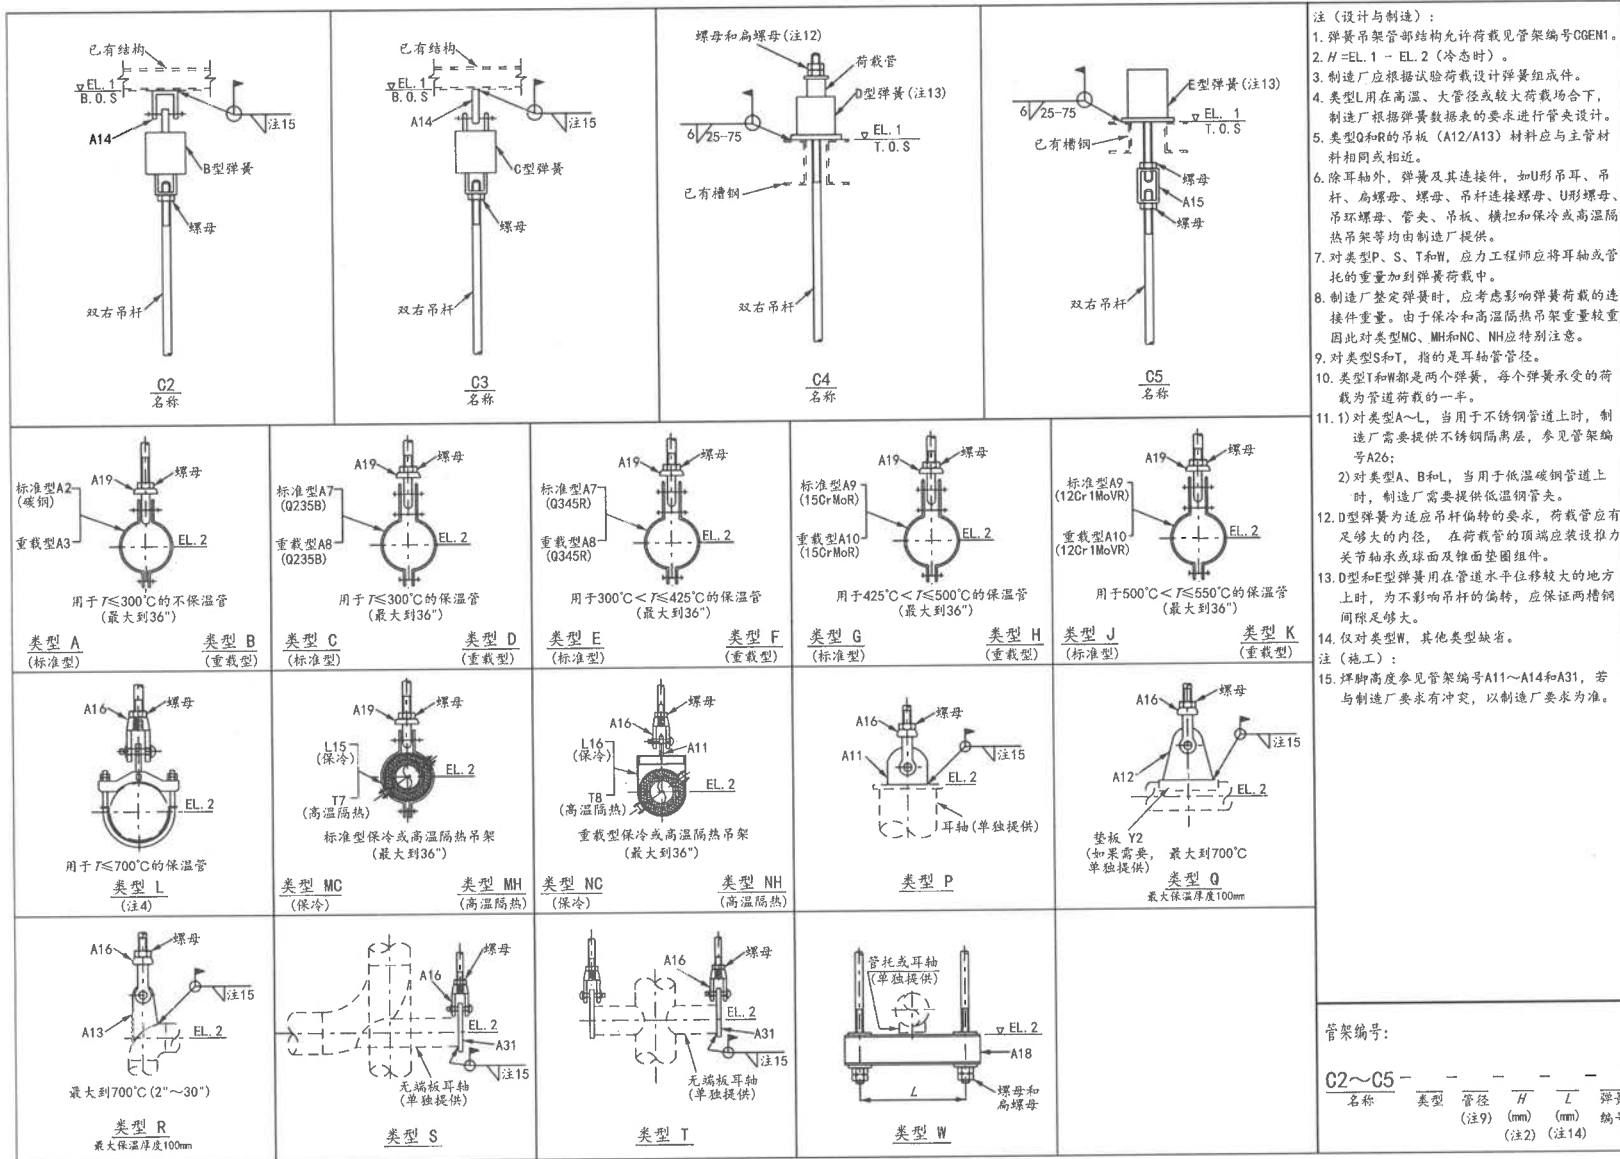 已有结构
EL.1
B.O.S
注15
A14
B型弹簧
螺母
双右吊杆
C2
名称
已有结构
EL.1
B.O.S
注15
A14
C型弹簧
螺母
双右吊杆
C3
名称
螺母和扁螺母(注12)
荷载管
D型弹簧(注13)
6
25-75
EL.1
T.O.S
已有槽钢
双右吊杆
C4
名称
E型弹簧(注13)
6
25-75
EL.1
T.O.S
已有槽钢
螺母
A15
螺母
双右吊杆
C5
名称
A19
螺母
标准型A2
(碳钢)
重载型A3
EL.2
用于T≤300℃的不保温管
(最大到36")
类型 A
(标准型)
类型 B
(重载型)
A19
螺母
标准型A7
(Q235B)
重载型A8
(Q235B)
EL.2
用于T≤300℃的保温管
(最大到36")
类型 C
(标准型)
类型 D
(重载型)
A19
螺母
标准型A7
(Q345R)
重载型A8
(Q345R)
EL.2
用于300℃<T≤425℃的保温管
(最大到36")
类型 E
(标准型)
类型 F
(重载型)
A19
螺母
标准型A9
(15CrMoR)
重载型A10
(15CrMoR)
EL.2
用于425℃<T≤500℃的保温管
(最大到36")
类型 G
(标准型)
类型 H
(重载型)
A19
螺母
标准型A9
(12Cr1MoVR)
重载型A10
(12Cr1MoVR)
EL.2
用于500℃<T≤550℃的保温管
(最大到36")
类型 J
(标准型)
类型 K
(重载型)
A16
螺母
EL.2
用于T≤700℃的保温管
类型 L
(注4)
A19
螺母
L15
(保冷)
EL.2
T7
(高温隔热)
标准型保冷或高温隔热吊架
(最大到36")
类型 MC
(保冷)
类型 MH
(高温隔热)
螺母
A16
A11
L16
(保冷)
EL.2
T8
(高温隔热)
重载型保冷或高温隔热吊架
(最大到36")
类型 NC
(保冷)
类型 NH
(高温隔热)
A16
螺母
A11
注15
EL.2
耳轴(单独提供)
类型 P
A16
螺母
注15
A12
EL.2
垫板 Y2
(如果需要,
单独提供)
最大到700℃
类型 Q
最大保温厚度100mm
A16
螺母
注15
A13
EL.2
最大到700℃(2"～30")
类型 R
最大保温厚度100mm
螺母
A16
EL.2
A31
注15
无端板耳轴
(单独提供)
类型 S
A16
螺母
EL.2
A31
注15
无端板耳轴
(单独提供)
类型 T
管托或耳轴
(单独提供)
EL.2
A18
螺母和
扁螺母
L
类型 W
注(设计与制造):
1. 弹簧吊架管部结构允许荷载见管架编号CGEN1。
2. H=EL.1 - EL.2(冷态时)。
3. 制造厂应根据试验荷载设计弹簧组成件。
4. 类型L用在高温、大管径或较大荷载场合下,
制造厂根据弹簧数据表的要求进行管夹设计。
5. 类型Q和R的吊板(A12/A13)材料应与主管材
料相同或相近。
6. 除耳轴外, 弹簧及其连接件, 如U形吊耳、吊
杆、扁螺母、螺母、吊杆连接螺母、U形螺母、
吊环螺母、管夹、吊板、横担和保冷或高温隔
热吊架等均由制造厂提供。
7. 对类型P、S、T和W, 应力工程师应将耳轴或管
托的重量加到弹簧荷载中。
8. 制造厂整定弹簧时, 应考虑影响弹簧荷载的连
接件重量。由于保冷和高温隔热吊架重量较重
因此对类型MC、MH和NC、NH应特别注意。
9. 对类型S和T, 指的是耳轴管管径。
10. 类型T和W都是两个弹簧, 每个弹簧承受的荷
载为管道荷载的一半。
11. 1)对类型A～L, 当用于不锈钢管道上时, 制
造厂需要提供不锈钢隔离层, 参见管架编
号A26;
2)对类型A、B和L, 当用于低温碳钢管道上
时, 制造厂需要提供低温钢管夹。
12. D型弹簧为适应吊杆偏转的要求, 荷载管应有
足够大的内径, 在荷载管的顶端应装设推力
关节轴承或球面及锥面垫圈组件。
13. D型和E型弹簧用在管道水平位移较大的地方
上时, 为不影响吊杆的偏转, 应保证两槽钢
间隙足够大。
14. 仅对类型W, 其他类型缺省。
注(施工):
15. 焊脚高度参见管架编号A11～A14和A31, 若
与制造厂要求有冲突, 以制造厂要求为准。
管架编号:
C2～C5 - - - - -
名称 类型 管径 H L 弹簧
(注9) (mm) (mm) 编号
(注2) (注14)